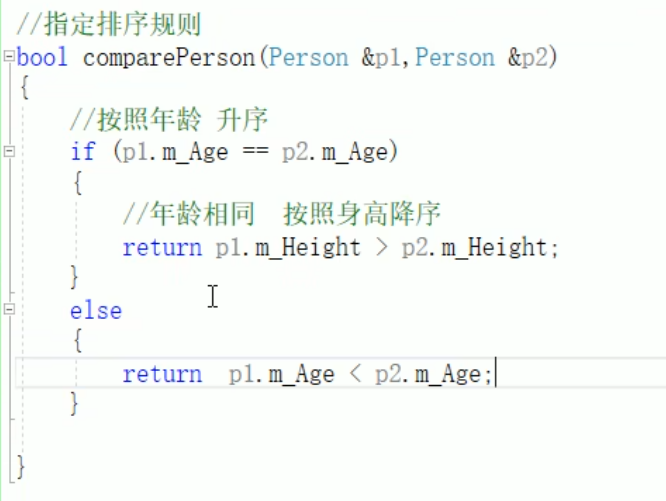 //指定排序规则
bool comparePerson(Person &p1,Person &p2)
{
//按照年龄 升序
if (p1.m_Age == p2.m_Age)
{
//年龄相同  按照身高降序
return p1.m_Height > p2.m_Height;
}
else
{
return  p1.m_Age < p2.m_Age;
}
}